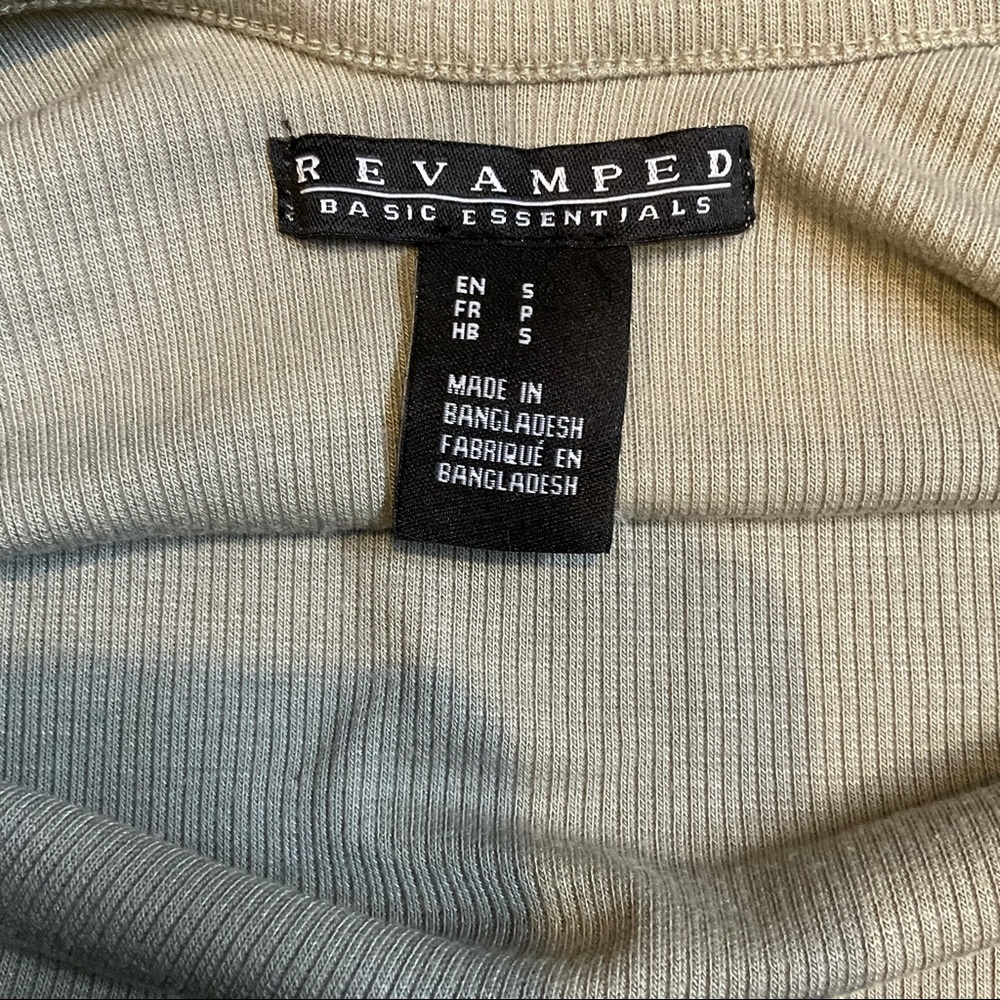 REVAMPED
BASIC ESSENTIALS
EN S
FR P
HB S
MADE IN
BANGLADESH
FABRIQUÉ EN
BANGLADESH